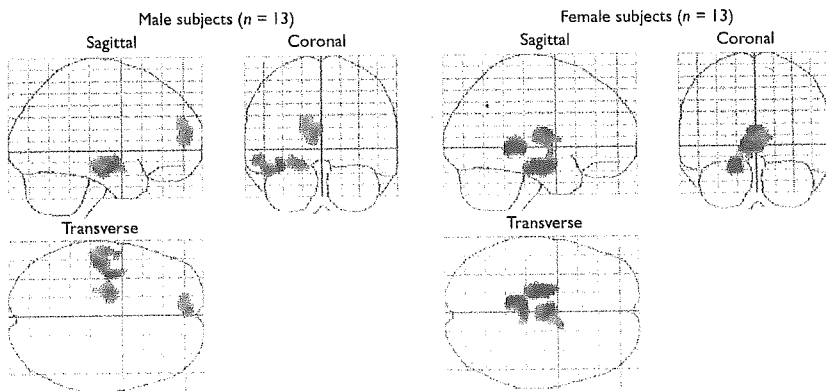 Male subjects (n = 13)
Sagittal Coronal
Transverse
Female subjects (n = 13)
Sagittal Coronal
Transverse